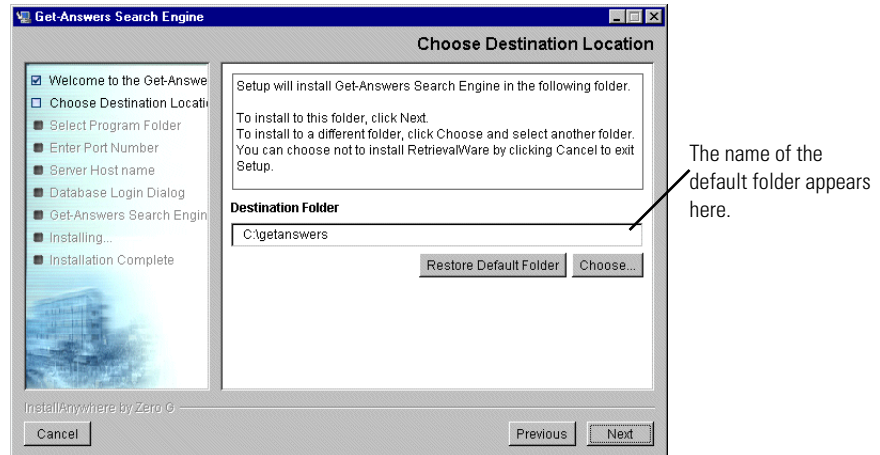 Get-Answers Search Engine
Choose Destination Location
Welcome to the Get-Answe
Choose Destination Locati
Select Program Folder
Enter Port Number
Server Host name
Database Login Dialog
Get-Answers Search Engin
Installing...
Installation Complete
Setup will install Get-Answers Search Engine in the following folder.
To install to this folder, click Next.
To install to a different folder, click Choose and select another folder.
You can choose not to install RetrievalWare by clicking Cancel to exit
Setup.
Destination Folder
C:\getanswers
Restore Default Folder
Choose...
The name of the
default folder appears
here.
InstallAnywhere by Zero G
Cancel
Previous
Next